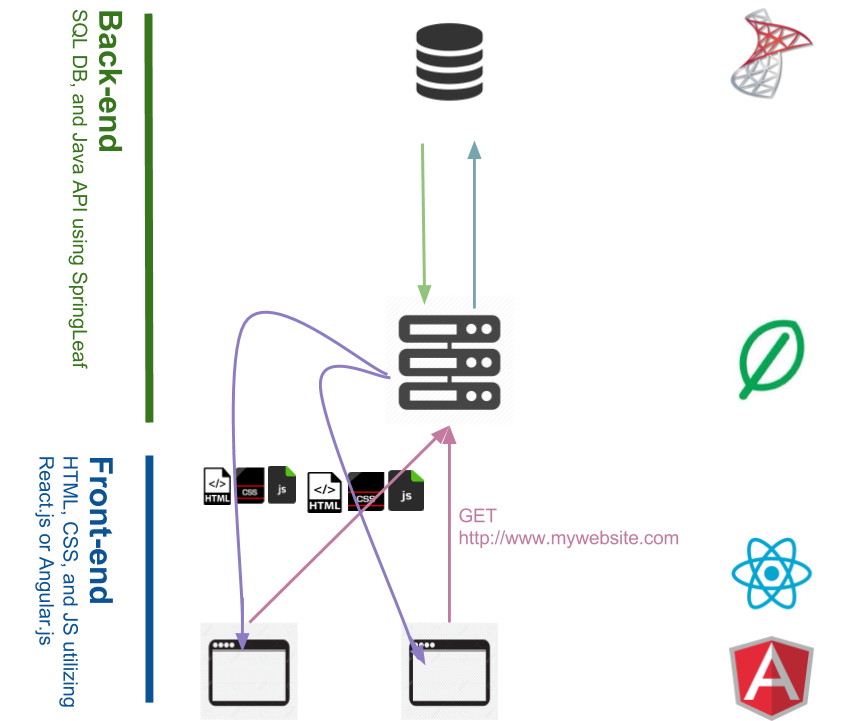 Back-end
SQL DB, and Java API using SpringLeaf
Front-end
HTML, CSS, and JS utilizing
React.js or Angular.js
</>
HTML
CSS
js
</>
HTML
CSS
js
GET
http://www.mywebsite.com
A